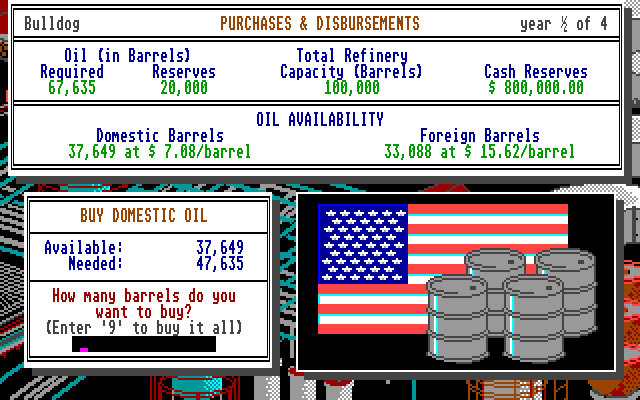 Bulldog PURCHASES & DISBURSEMENTS year ½ of 4
Oil (in Barrels) Total Refinery
Required Reserves Capacity (Barrels) Cash Reserves
67,635 20,000 100,000 $ 800,000.00
OIL AVAILABILITY
Domestic Barrels Foreign Barrels
37,649 at $ 7.08/barrel 33,088 at $ 15.62/barrel
BUY DOMESTIC OIL
Available: 37,649
Needed: 47,635
How many barrels do you
want to buy?
(Enter '9' to buy it all)